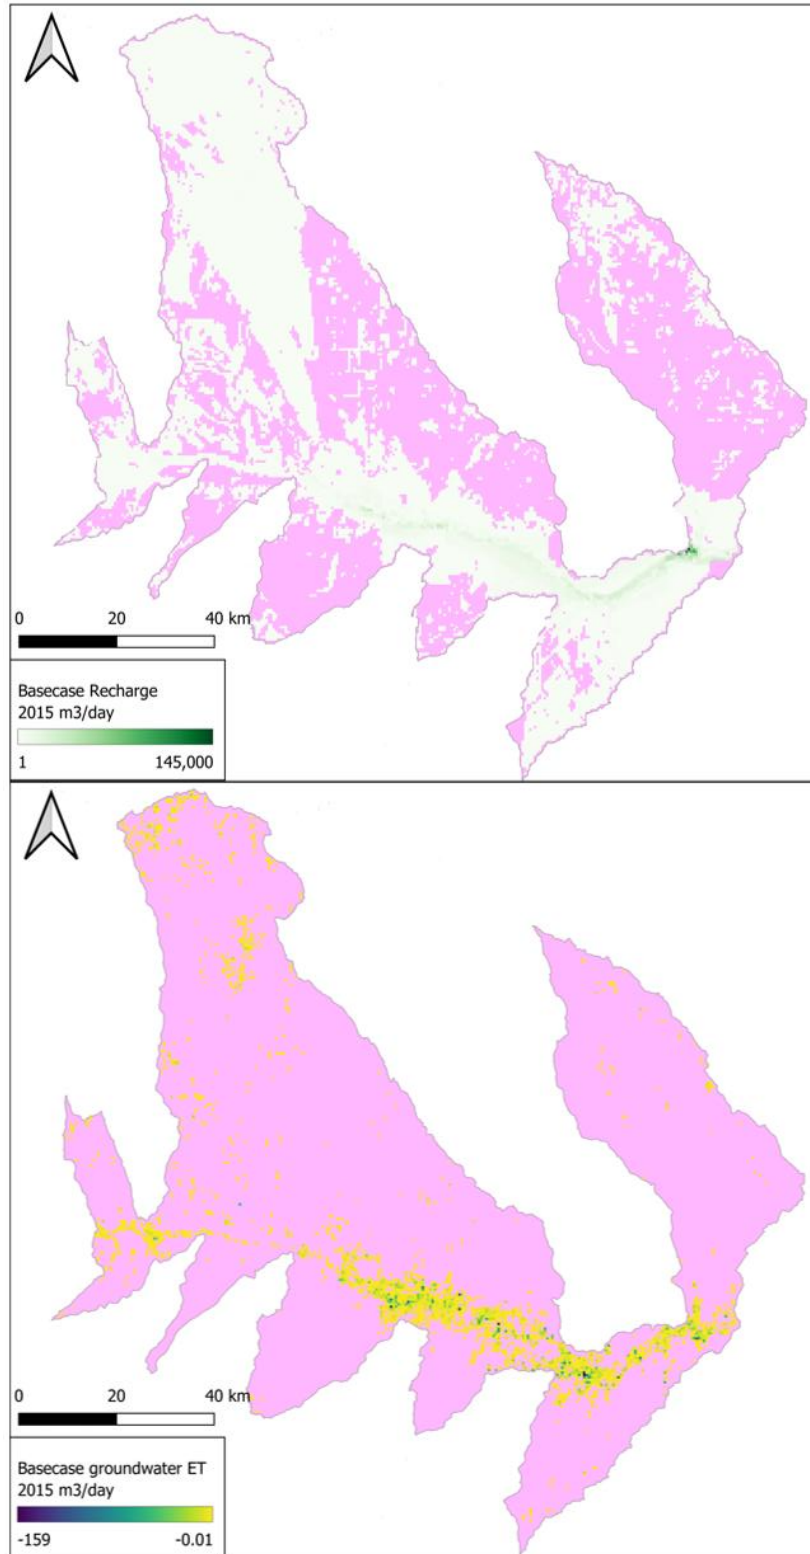 0 20 40 km
Basecase Recharge
2015 m3/day
1 145,000
0 20 40 km
Basecase groundwater ET
2015 m3/day
-159 -0.01